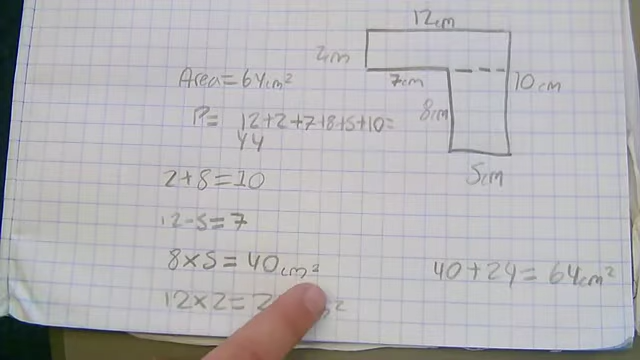 12cm
2cm
Area = 64cm²
7cm
10cm
P= 12+2+7+8+5+10=
8cm
44
2+8=10
5cm
12-5=7
8×5=40cm²
40+24=64cm²
12×2=2